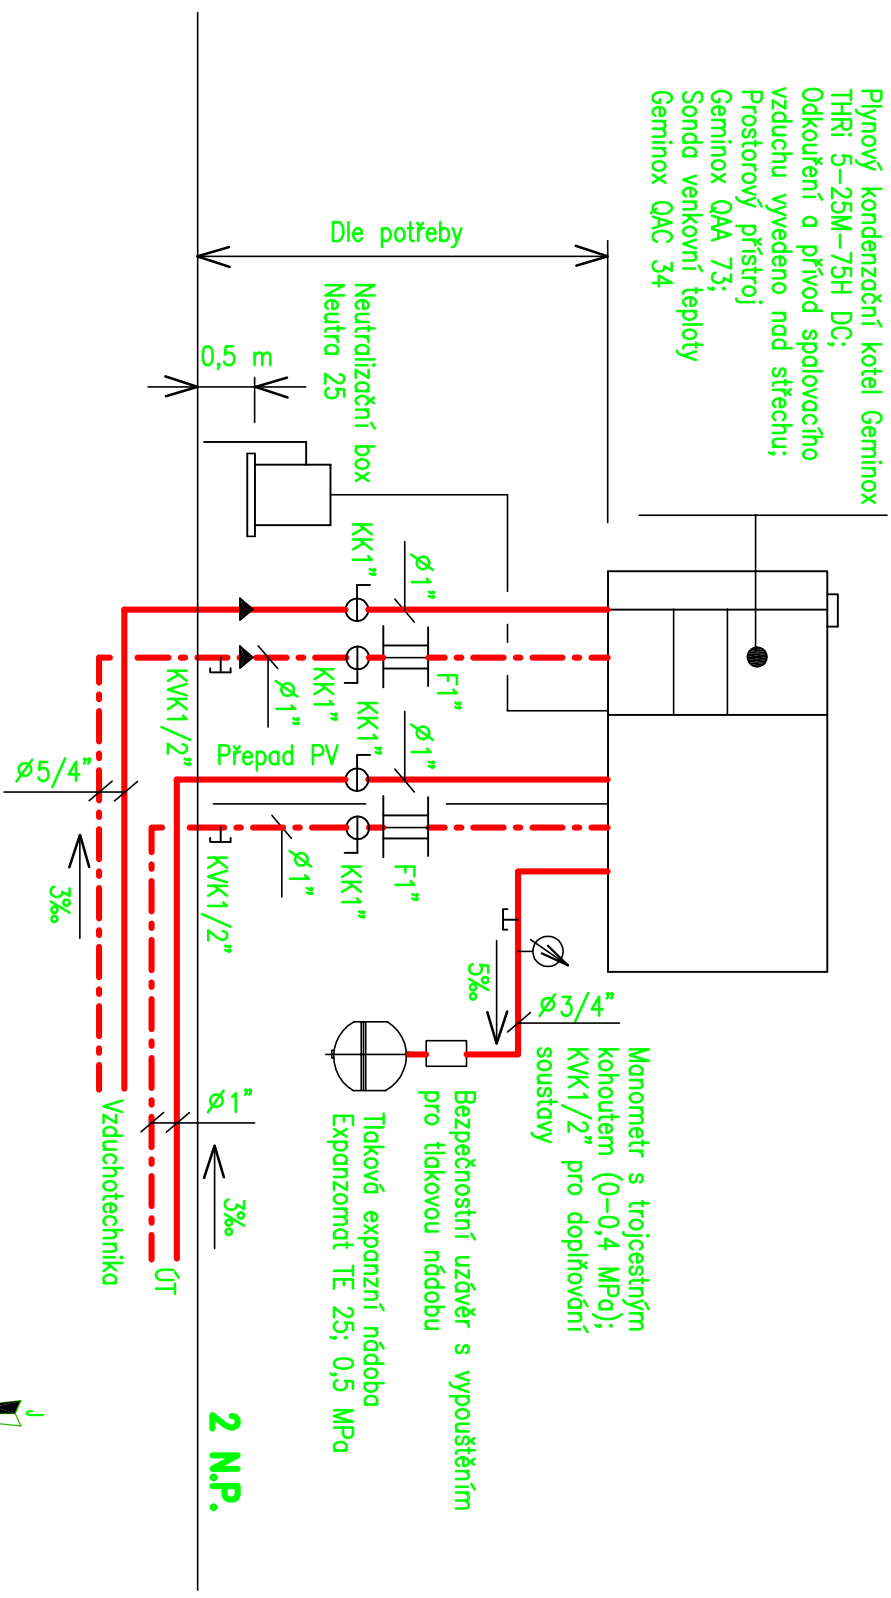 Plynový kondenzační kotel Geminox
THRi 5-25M-75H DC;
Odkouření a přívod spalovacího
vzduchu vyvedeno nad střechu;
Prostorový přístroj
Geminox QAA 73;
Sonda venkovní teploty
Geminox QAC 34
Dle potřeby
Neutralizační box
Neutra 25
0,5 m
KK1"
ø1"
F1"
KK1"
ø1"
KVK1/2"
KK1"
ø1"
Přepad PV
F1"
KK1"
ø1"
KVK1/2"
ø5/4"
3‰
5‰
ø3/4"
Manometr s trojcestným
kohoutem (0-0,4 MPa);
KVK1/2" pro doplňování
soustavy
Bezpečnostní uzávěr s vypouštěním
pro tlakovou nádobu
Tlaková expanzní nádoba
Expanzomat TE 25; 0,5 MPa
ø1"
3‰
Vzduchotechnika
ÚT
2 N.P.
J